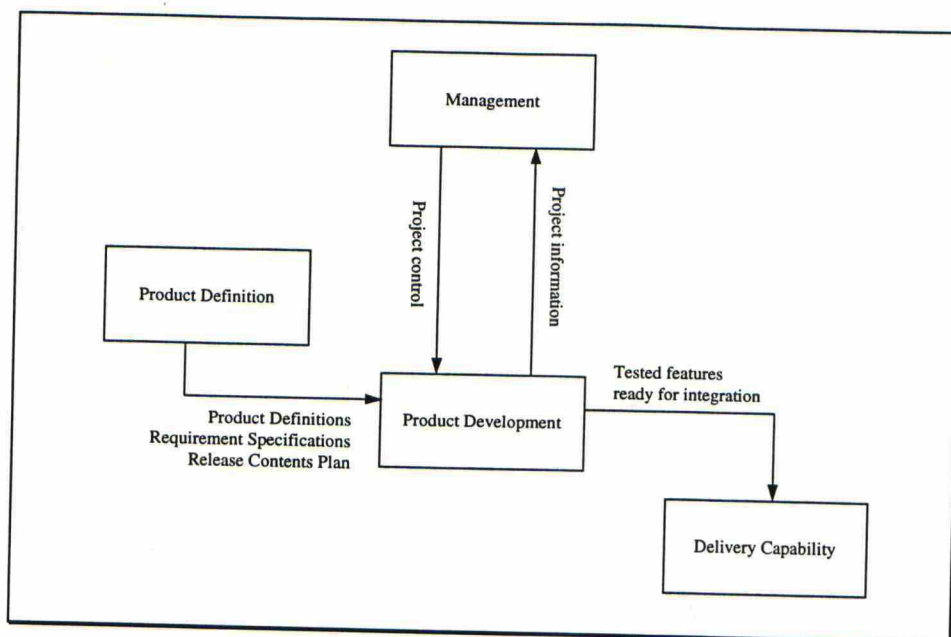 Management
Project control
Project information
Product Definition
Product Definitions
Requirement Specifications
Release Contents Plan
Product Development
Tested features
ready for integration
Delivery Capability